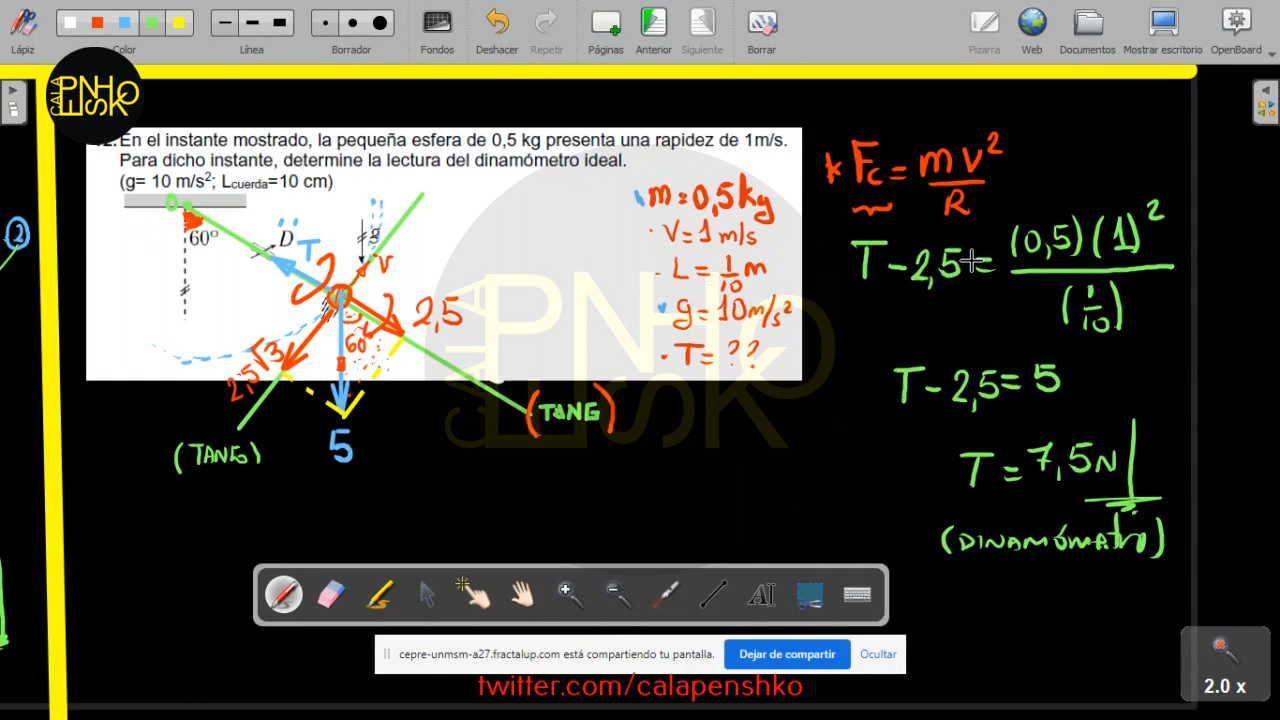 Lápiz
Color
Línea
Borrador
Fondos
Deshacer
Repetir
Páginas
Anterior
Siguiente
Borrar
Pizarra
Web
Documentos
Mostrar escritorio
OpenBoard
CALA
PNHO
ESK
2
En el instante mostrado, la pequeña esfera de 0,5 kg presenta una rapidez de 1m/s.
Para dicho instante, determine la lectura del dinamómetro ideal.
(g= 10 m/s²; Lcuerda=10 cm)
O
60°
D
T
g
V
2,5
60°
2,5√3
5
(TANG)
(TANG)
m=0,5kg
· V=1m/s
· L=1/10 m
g=10m/s²
· T=??
* Fc = mv²/R
T-2,5 = (0,5)(1)²/(1/10)
T-2,5=5
T=7,5N
(DINAMÓMETRO)
cepre-unmsm-a27.fractalup.com está compartiendo tu pantalla.
Dejar de compartir
Ocultar
twitter.com/calapenshko
2.0 x